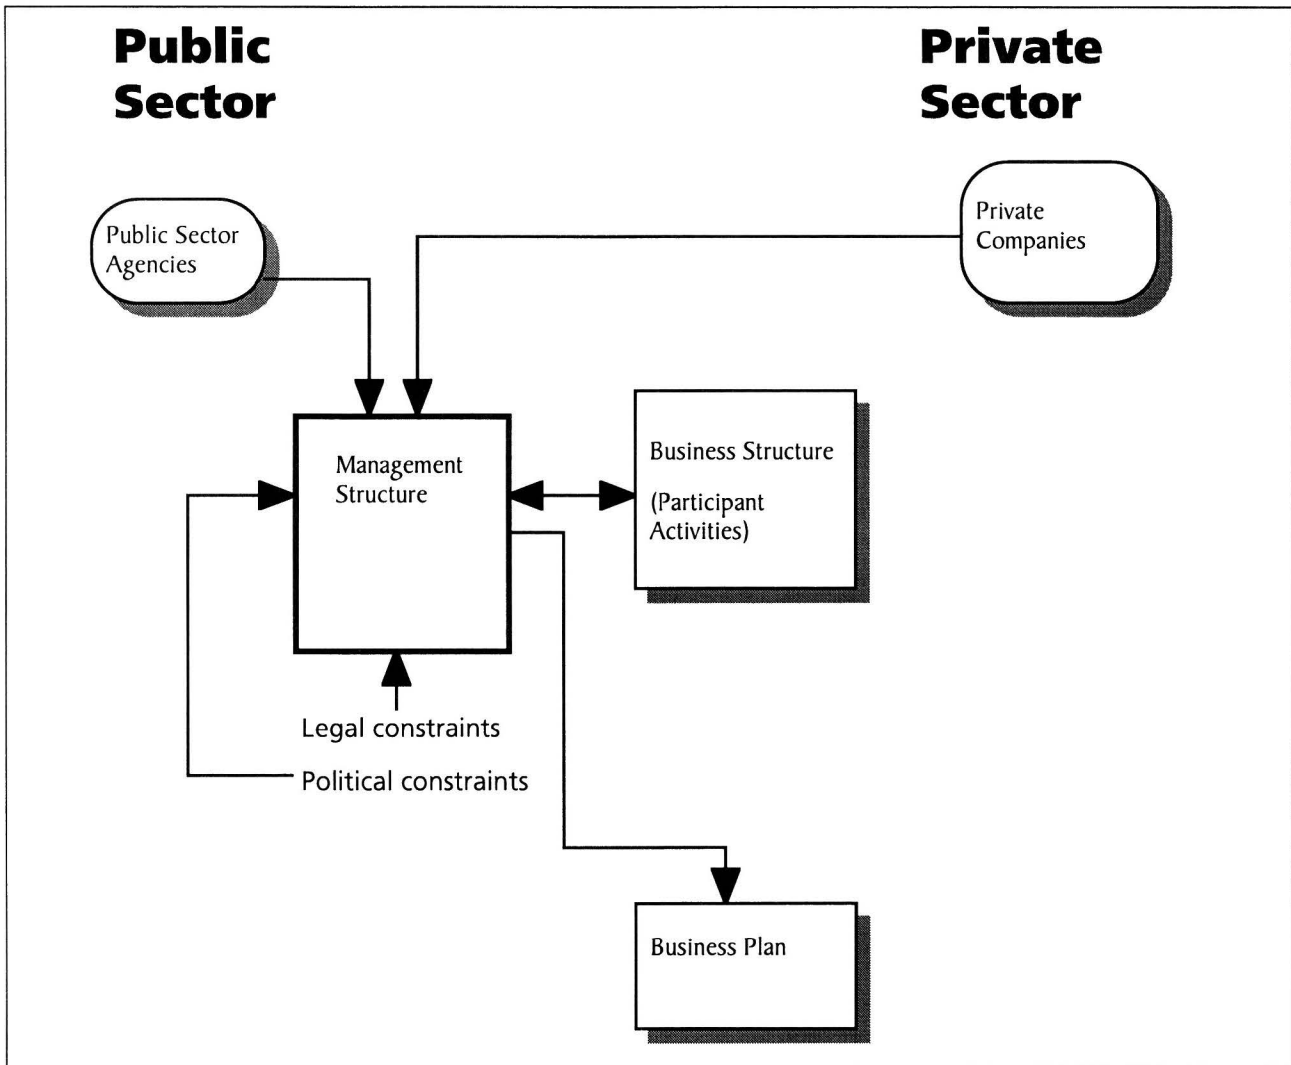 Public
Sector
Private
Sector
Public Sector
Agencies
Private
Companies
Management
Structure
Business Structure
(Participant
Activities)
Legal constraints
Political constraints
Business Plan